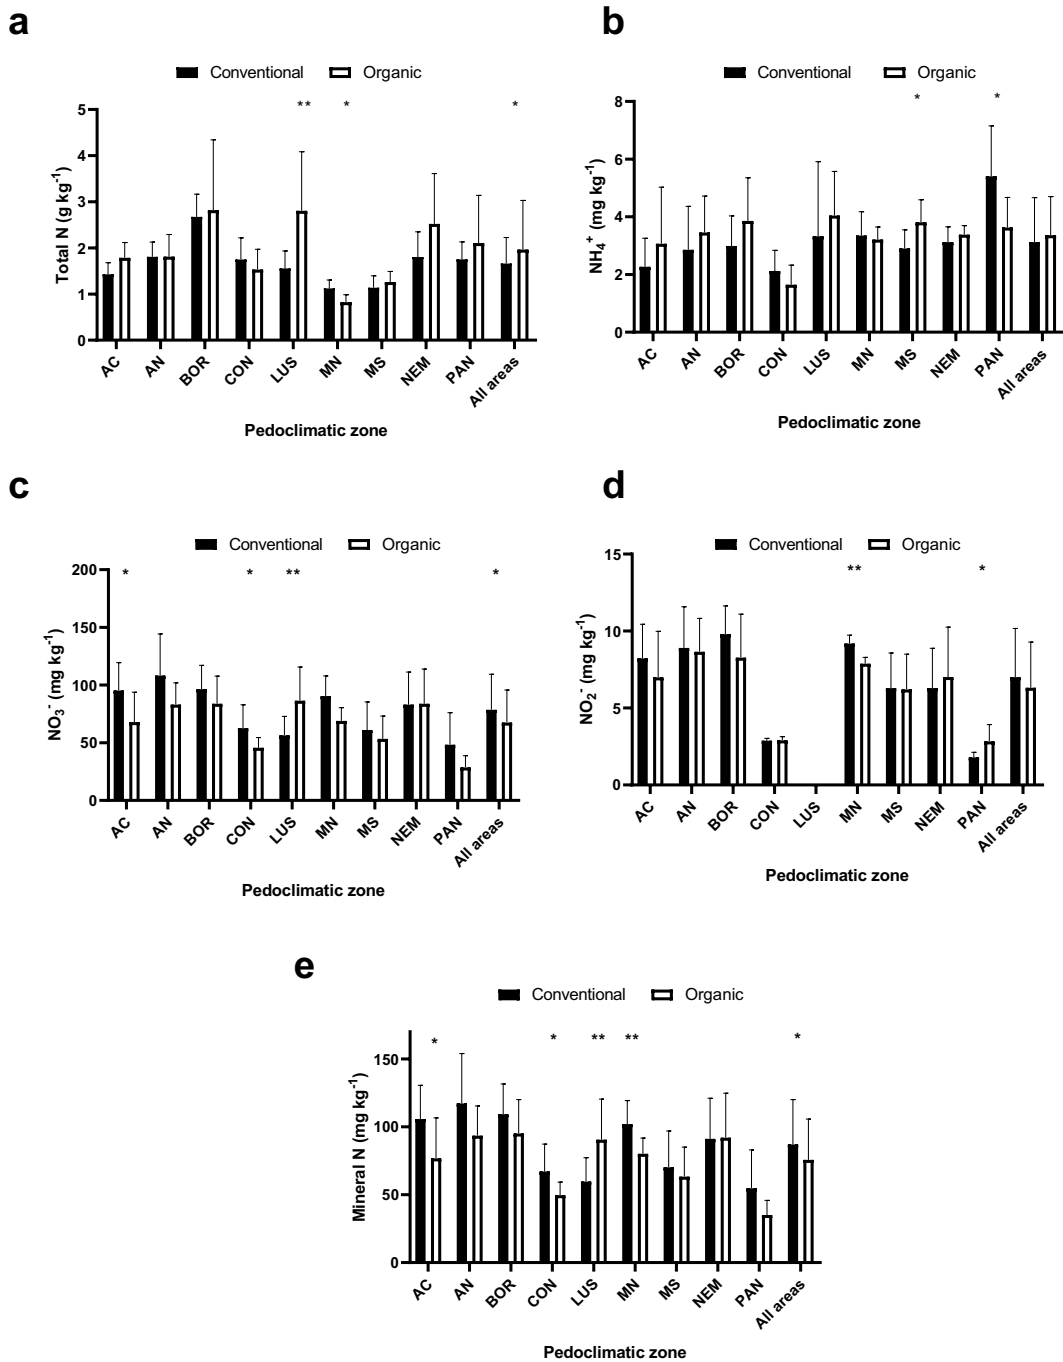 a
Conventional Organic
** * *
5
4
3
2
1
0
Total N (g kg-1)
AC AN BOR CON LUS MN MS NEM PAN All areas
Pedoclimatic zone
b
Conventional Organic
* *
8
6
4
2
0
NH4+ (mg kg-1)
AC AN BOR CON LUS MN MS NEM PAN All areas
Pedoclimatic zone
c
Conventional Organic
* * ** *
200
150
100
50
0
NO3- (mg kg-1)
AC AN BOR CON LUS MN MS NEM PAN All areas
Pedoclimatic zone
d
Conventional Organic
** *
15
10
5
0
NO2- (mg kg-1)
AC AN BOR CON LUS MN MS NEM PAN All areas
Pedoclimatic zone
e
Conventional Organic
* * ** ** *
150
100
50
0
Mineral N (mg kg-1)
AC AN BOR CON LUS MN MS NEM PAN All areas
Pedoclimatic zone